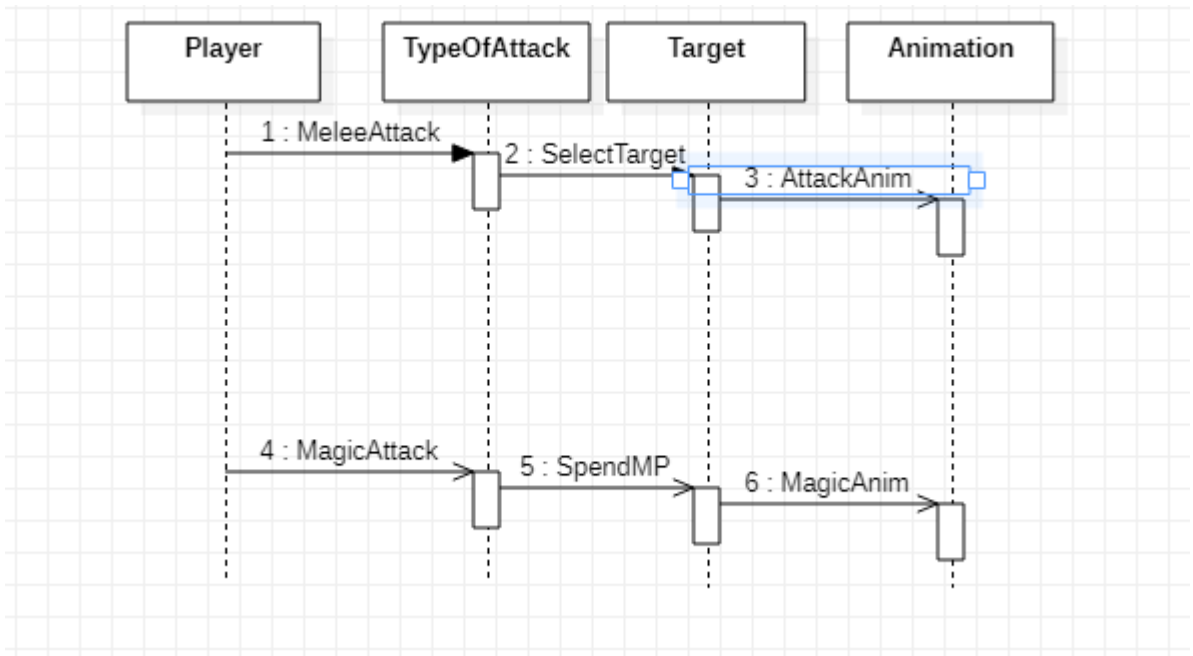 Player
TypeOfAttack
Target
Animation
1 : MeleeAttack
2 : SelectTarget
3 : AttackAnim
4 : MagicAttack
5 : SpendMP
6 : MagicAnim